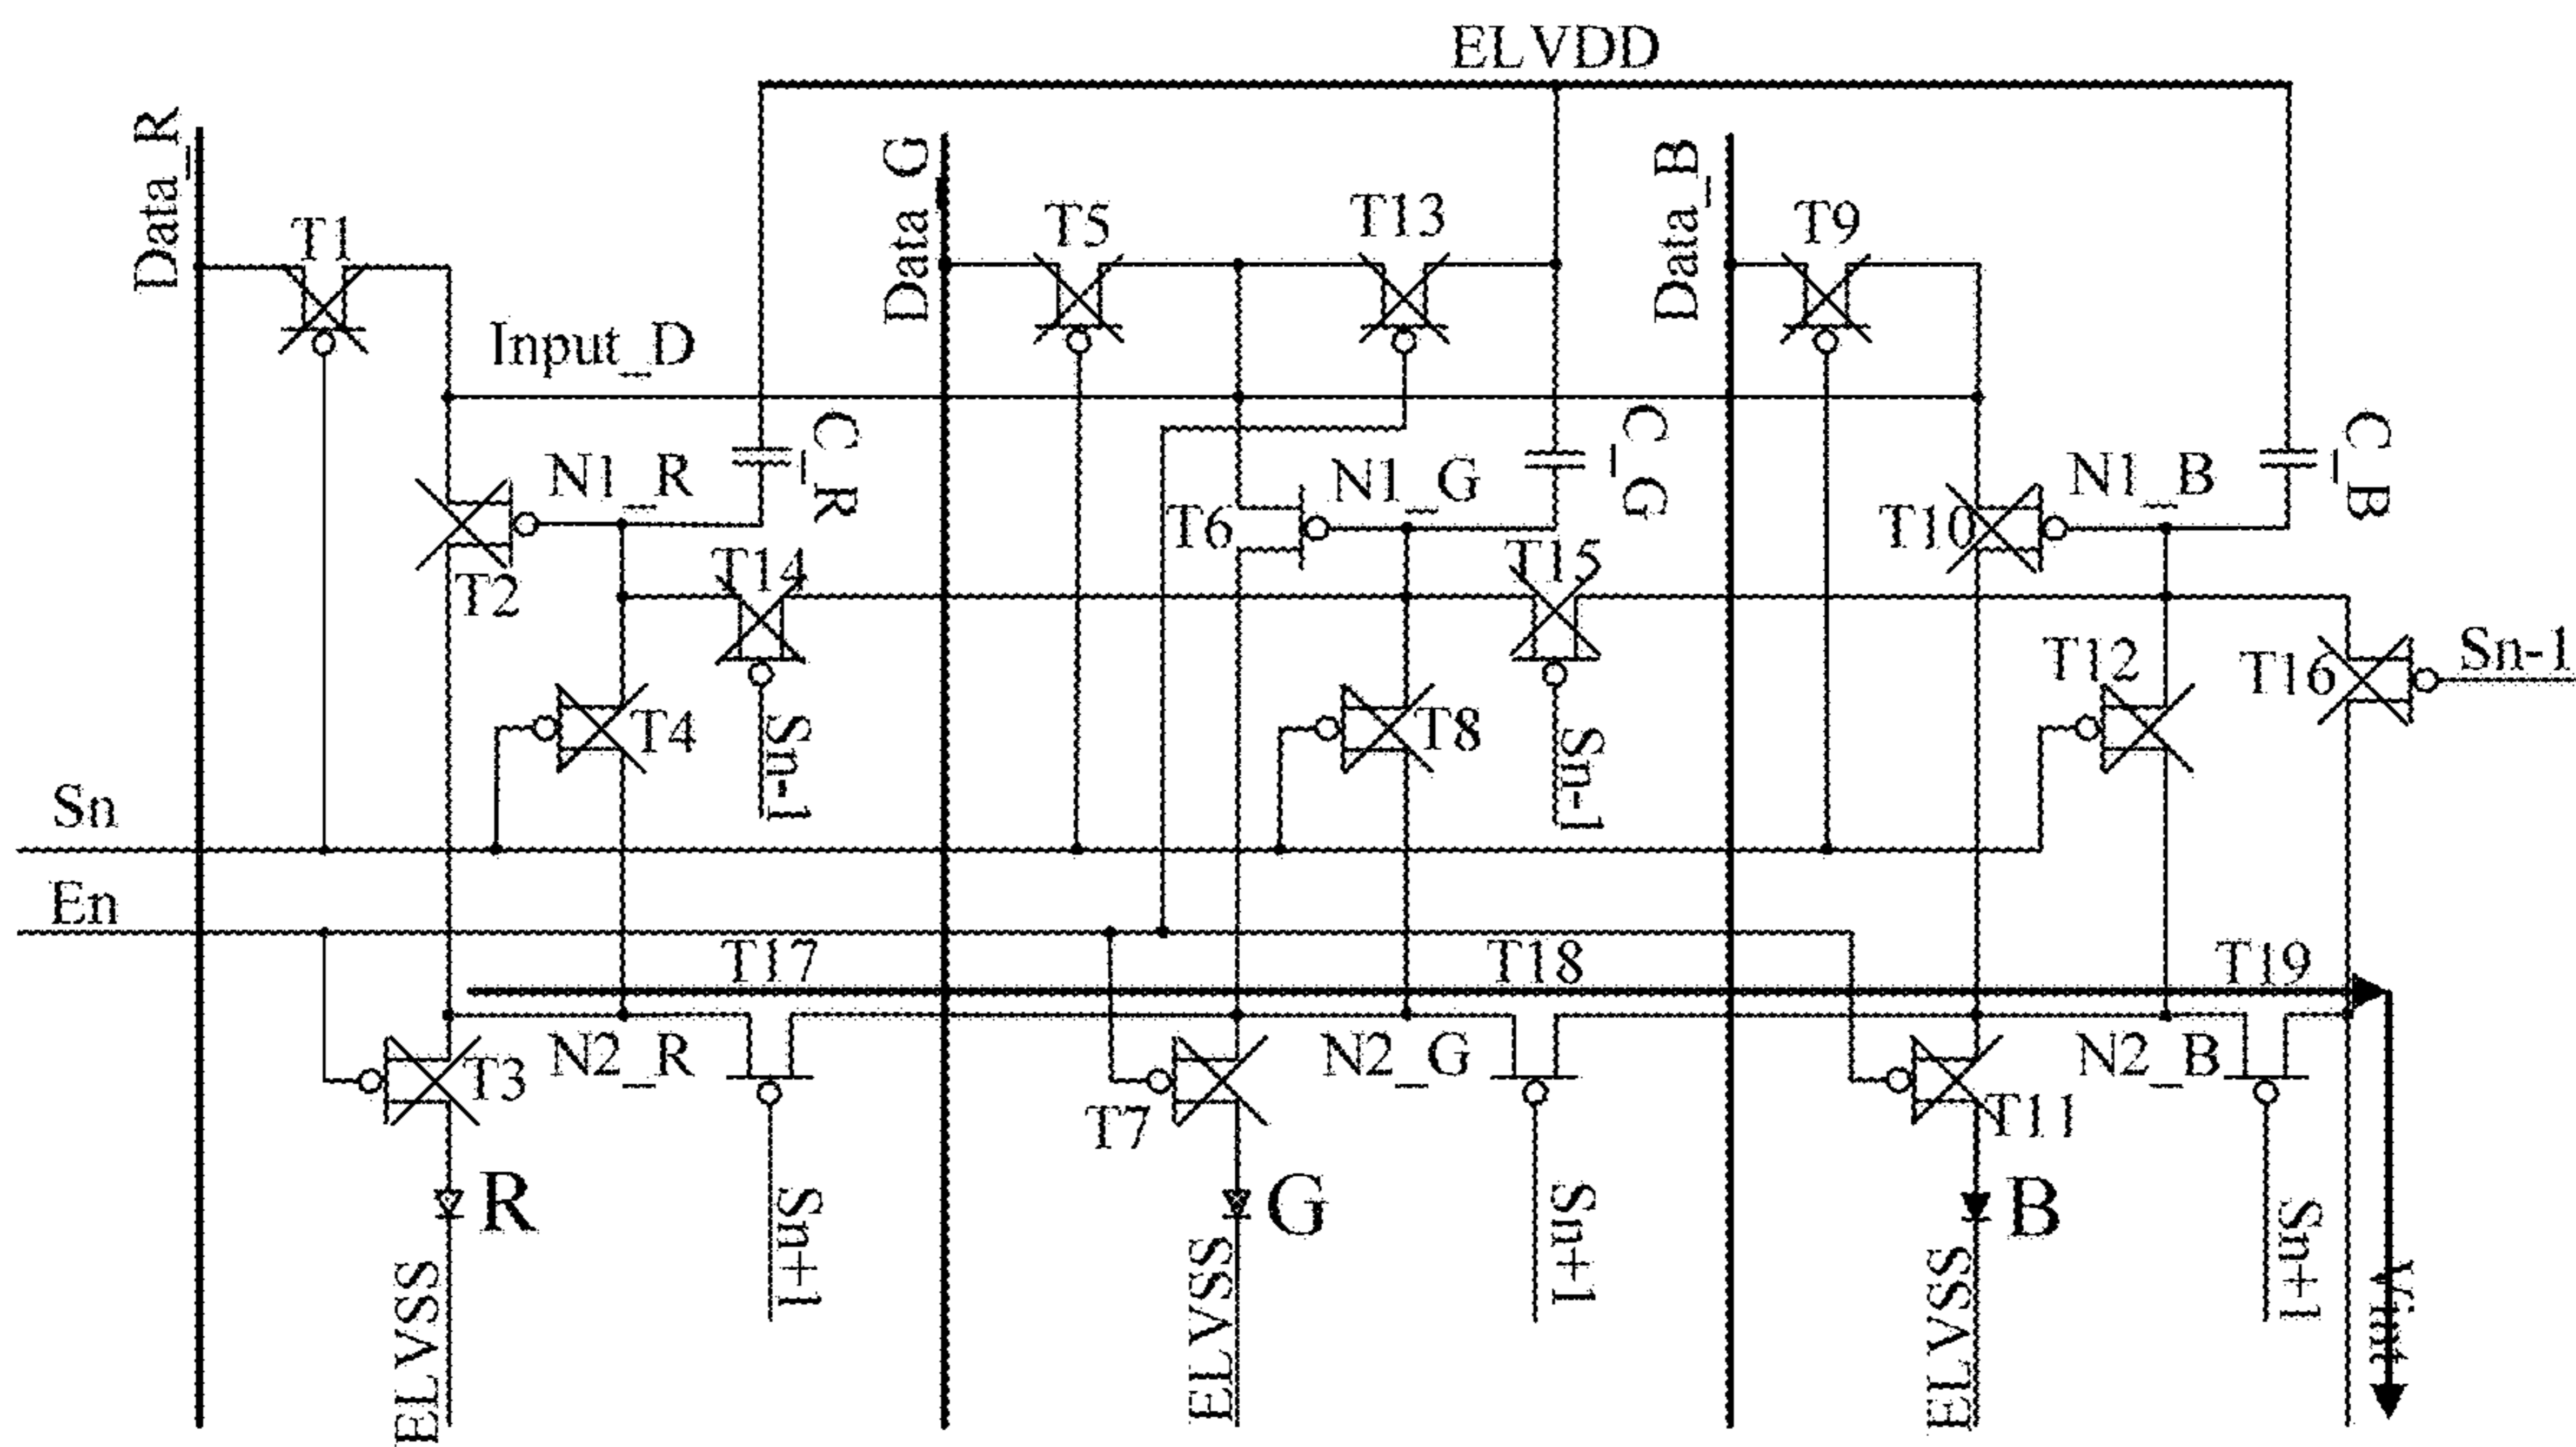 ELVDD
Data_R
Data_G
Data_B
T1
T5
T13
T9
Input_D
C_R
C_G
C_B
N1_R
N1_G
N1_B
T2
T14
T6
T15
T10
T4
T8
T12
T16
Sn-1
Sn-1
Sn-1
Sn
En
T17
T18
T19
T3
N2_R
T7
N2_G
T11
N2_B
R
G
B
Sn+1
Sn+1
Sn+1
ELVSS
ELVSS
ELVSS
Vint